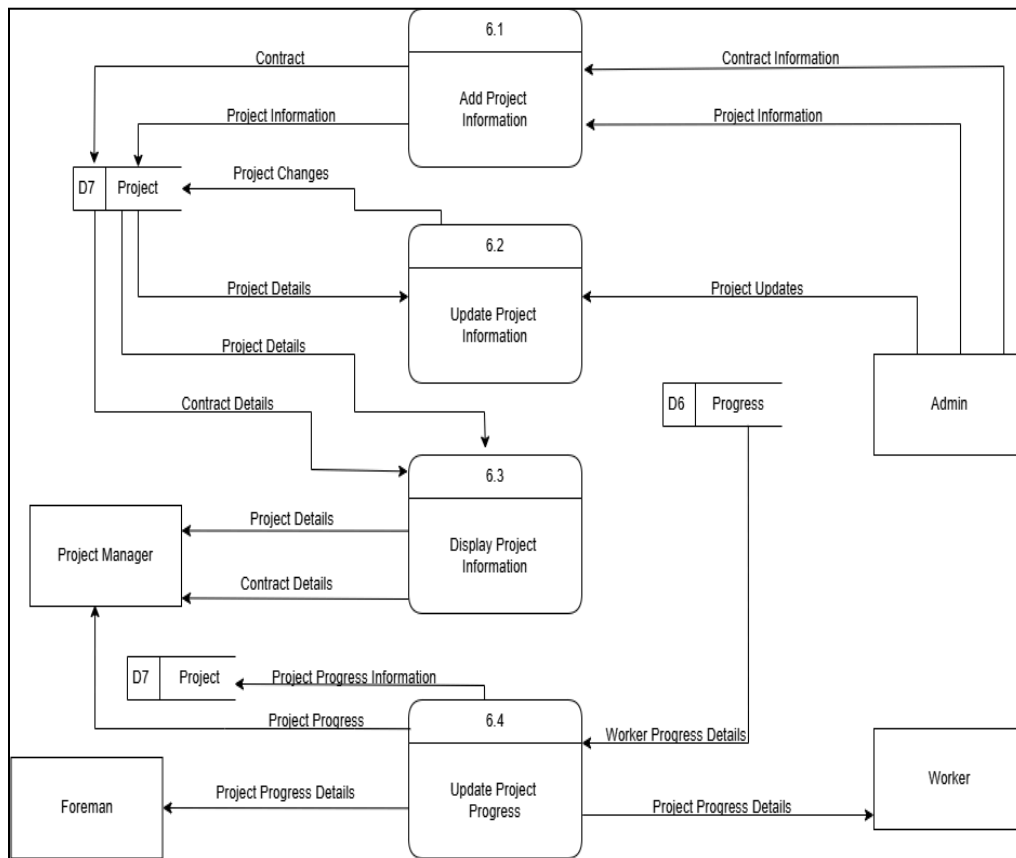 6.1
Contract
Contract Information
Add Project
Information
Project Information
Project Information
D7
Project
Project Changes
6.2
Project Details
Update Project
Information
Project Updates
Project Details
D6
Progress
Admin
Contract Details
6.3
Project Details
Display Project
Information
Project Manager
Contract Details
D7
Project
Project Progress Information
Project Progress
6.4
Worker Progress Details
Foreman
Project Progress Details
Update Project
Progress
Project Progress Details
Worker